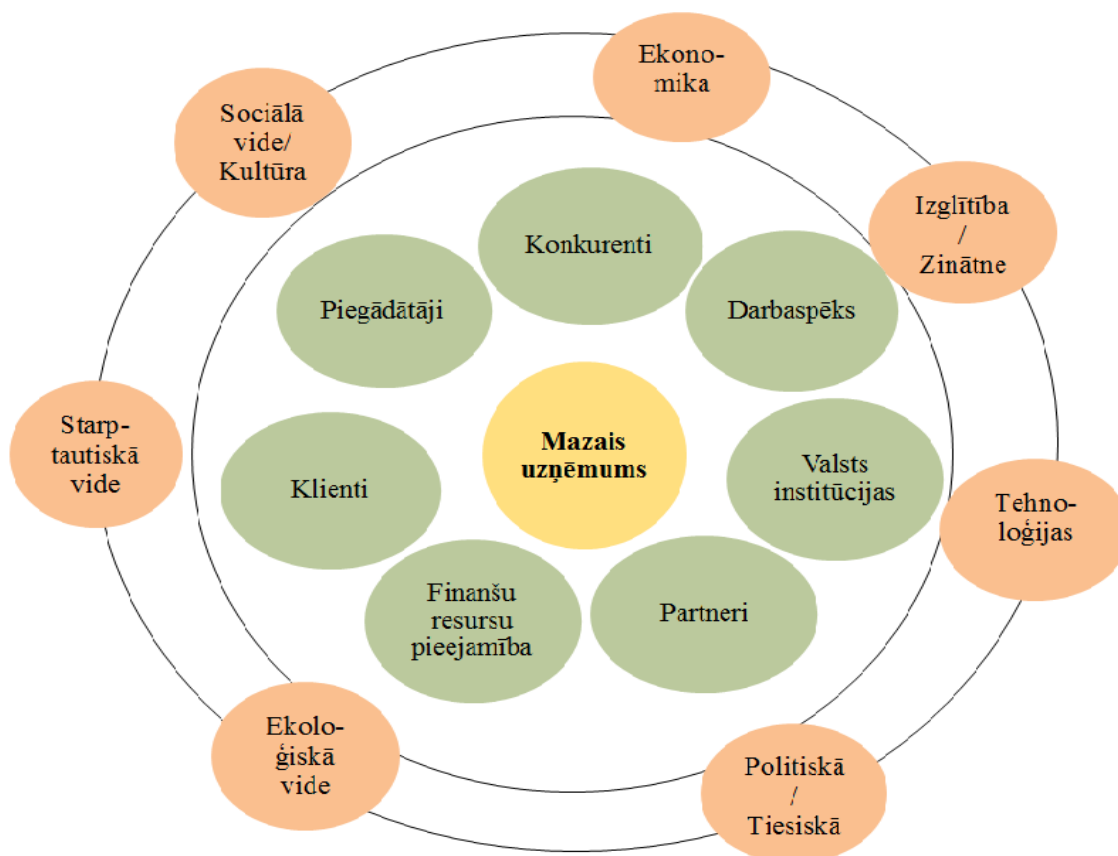 Ekono-
mika
Sociālā
vide/
Kultūra
Izglītība
/
Zinātne
Konkurenti
Piegādātāji
Darbaspēks
Starp-
tautiskā
vide
Mazais
uzņēmums
Klienti
Valsts
institūcijas
Tehno-
loģijas
Finanšu
resursu
pieejamība
Partneri
Ekolo-
ģiskā
vide
Politiskā
/
Tiesiskā